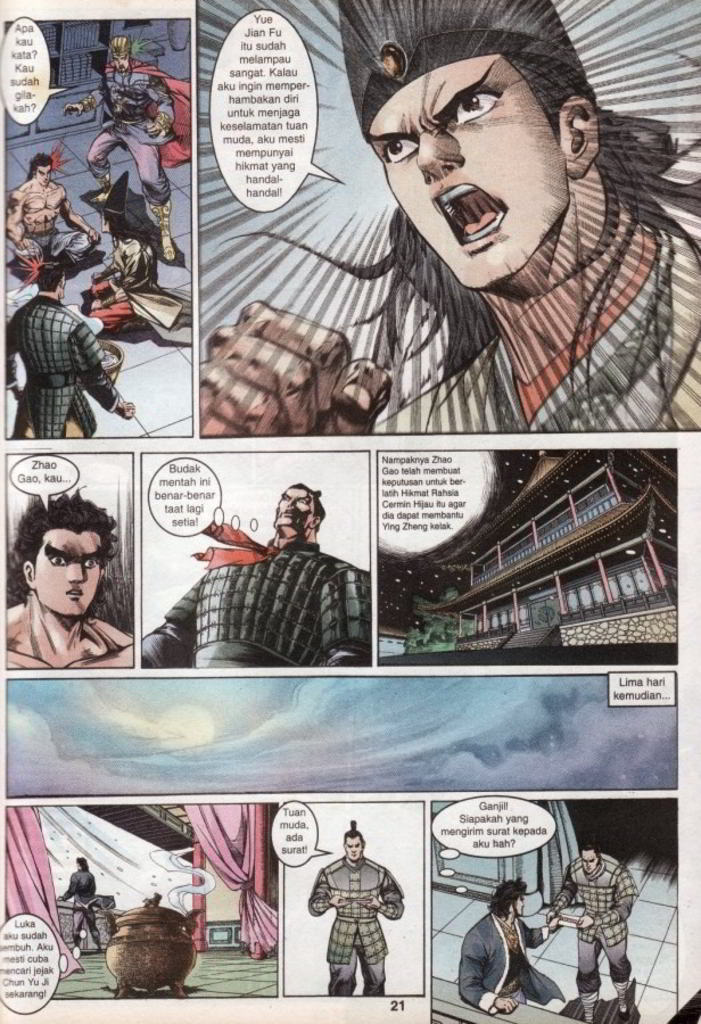 Apa
kau
kata?
Kau
sudah
gila-
kah?
Yue
Jian Fu
itu sudah
melampau
sangat. Kalau
aku ingin memper-
hambakan diri
untuk menjaga
keselamatan tuan
muda, aku mesti
mempunyai
hikmat yang
handal-
handal!
Zhao
Gao, kau...
Budak
mentah ini
benar-benar
taat lagi
setia!
Nampaknya Zhao
Gao telah membuat
keputusan untuk ber-
latih Hikmat Rahsia
Cermin Hijau itu agar
dia dapat membantu
Ying Zheng kelak.
Lima hari
kemudian...
Luka
aku sudah
sembuh. Aku
mesti cuba
mencari jejak
Chun Yu Ji
sekarang!
Tuan
muda,
ada
surat!
Ganjil!
Siapakah yang
mengirim surat kepada
aku hah?
21